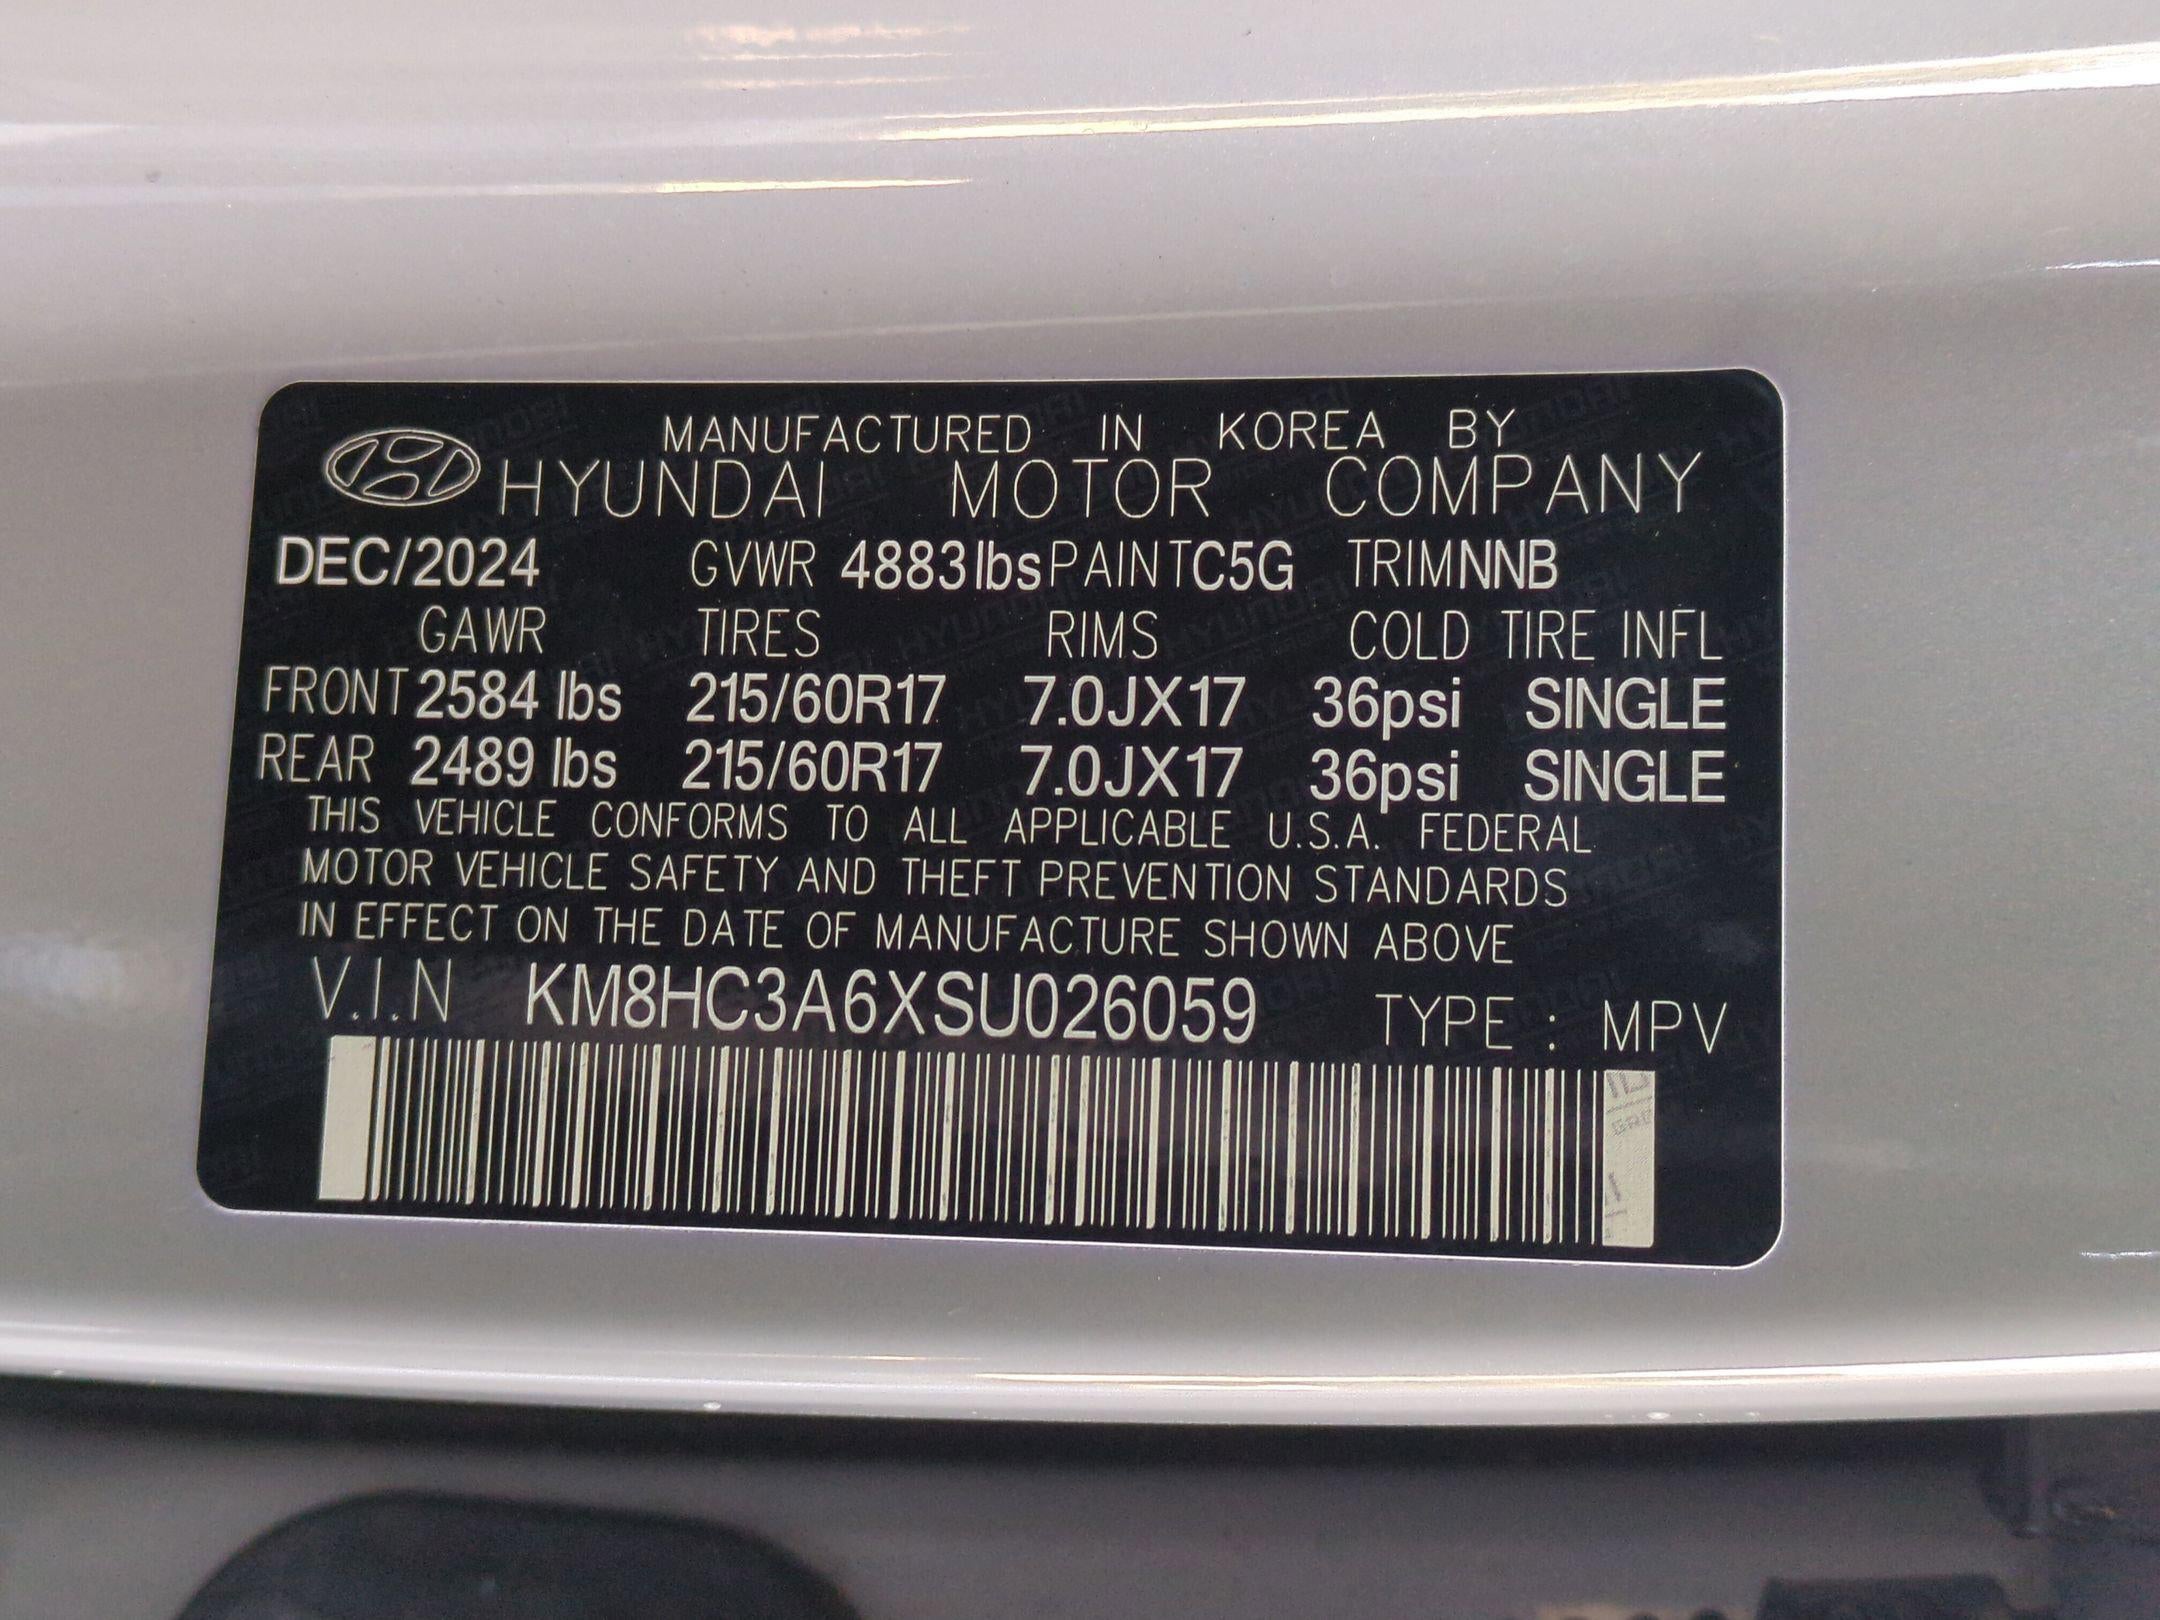 MANUFACTURED IN KOREA BY
HYUNDAI MOTOR COMPANY
DEC/2024 GVWR 4883lbs PAINT C5G TRIM NNB
GAWR TIRES RIMS COLD TIRE INFL
FRONT 2584 lbs 215/60R17 7.0JX17 36psi SINGLE
REAR 2489 lbs 215/60R17 7.0JX17 36psi SINGLE
THIS VEHICLE CONFORMS TO ALL APPLICABLE U.S.A. FEDERAL
MOTOR VEHICLE SAFETY AND THEFT PREVENTION STANDARDS
IN EFFECT ON THE DATE OF MANUFACTURE SHOWN ABOVE
V.I.N KM8HC3A6XSU026059 TYPE : MPV